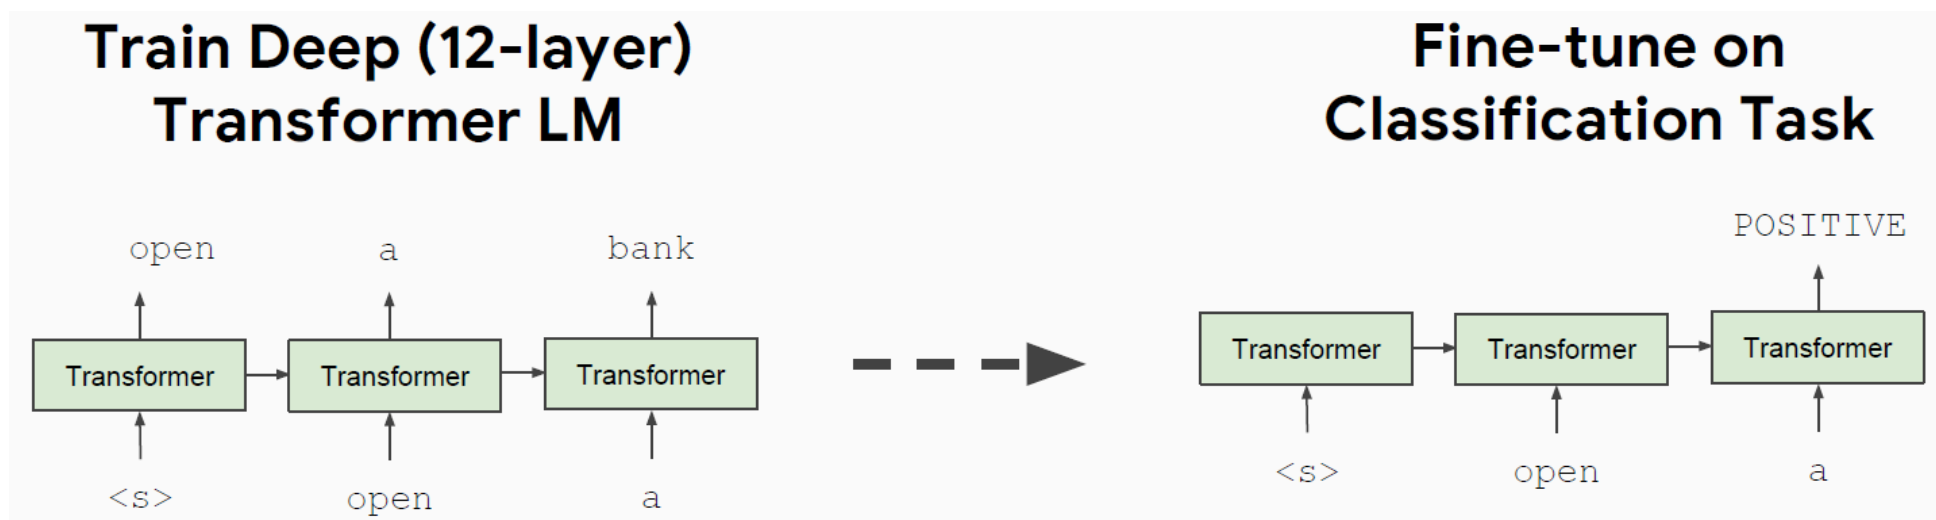 Train Deep (12-layer)
Transformer LM
open a bank
Transformer Transformer Transformer
<s> open a
Fine-tune on
Classification Task
POSITIVE
Transformer Transformer Transformer
<s> open a